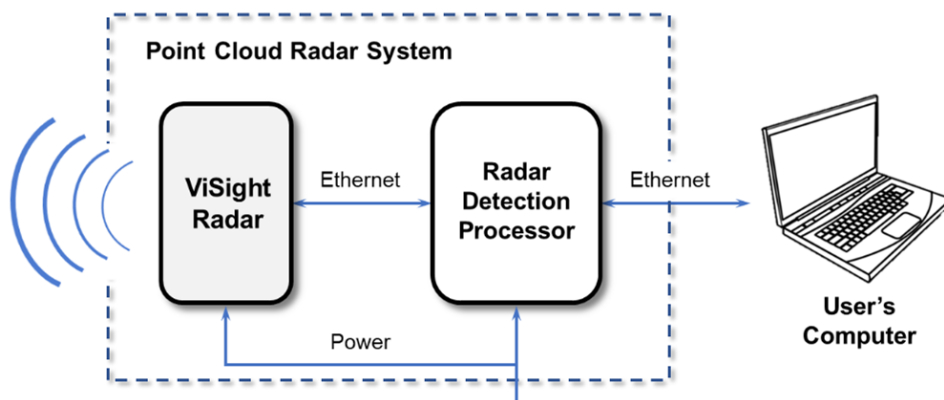 Point Cloud Radar System
ViSight
Radar
Ethernet
Radar
Detection
Processor
Ethernet
Power
User's
Computer